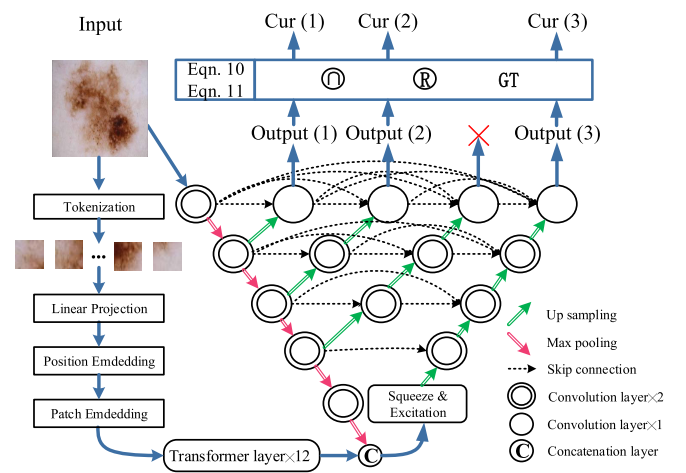 Input
Cur (1)
Cur (2)
Cur (3)
Eqn. 10
Eqn. 11
∩
R
GT
Output (1)
Output (2)
Output (3)
Tokenization
...
Linear Projection
Position Emdedding
Patch Emdedding
Transformer layer×12
C
Squeeze &
Excitation
Up sampling
Max pooling
Skip connection
Convolution layer×2
Convolution layer×1
C
Concatenation layer